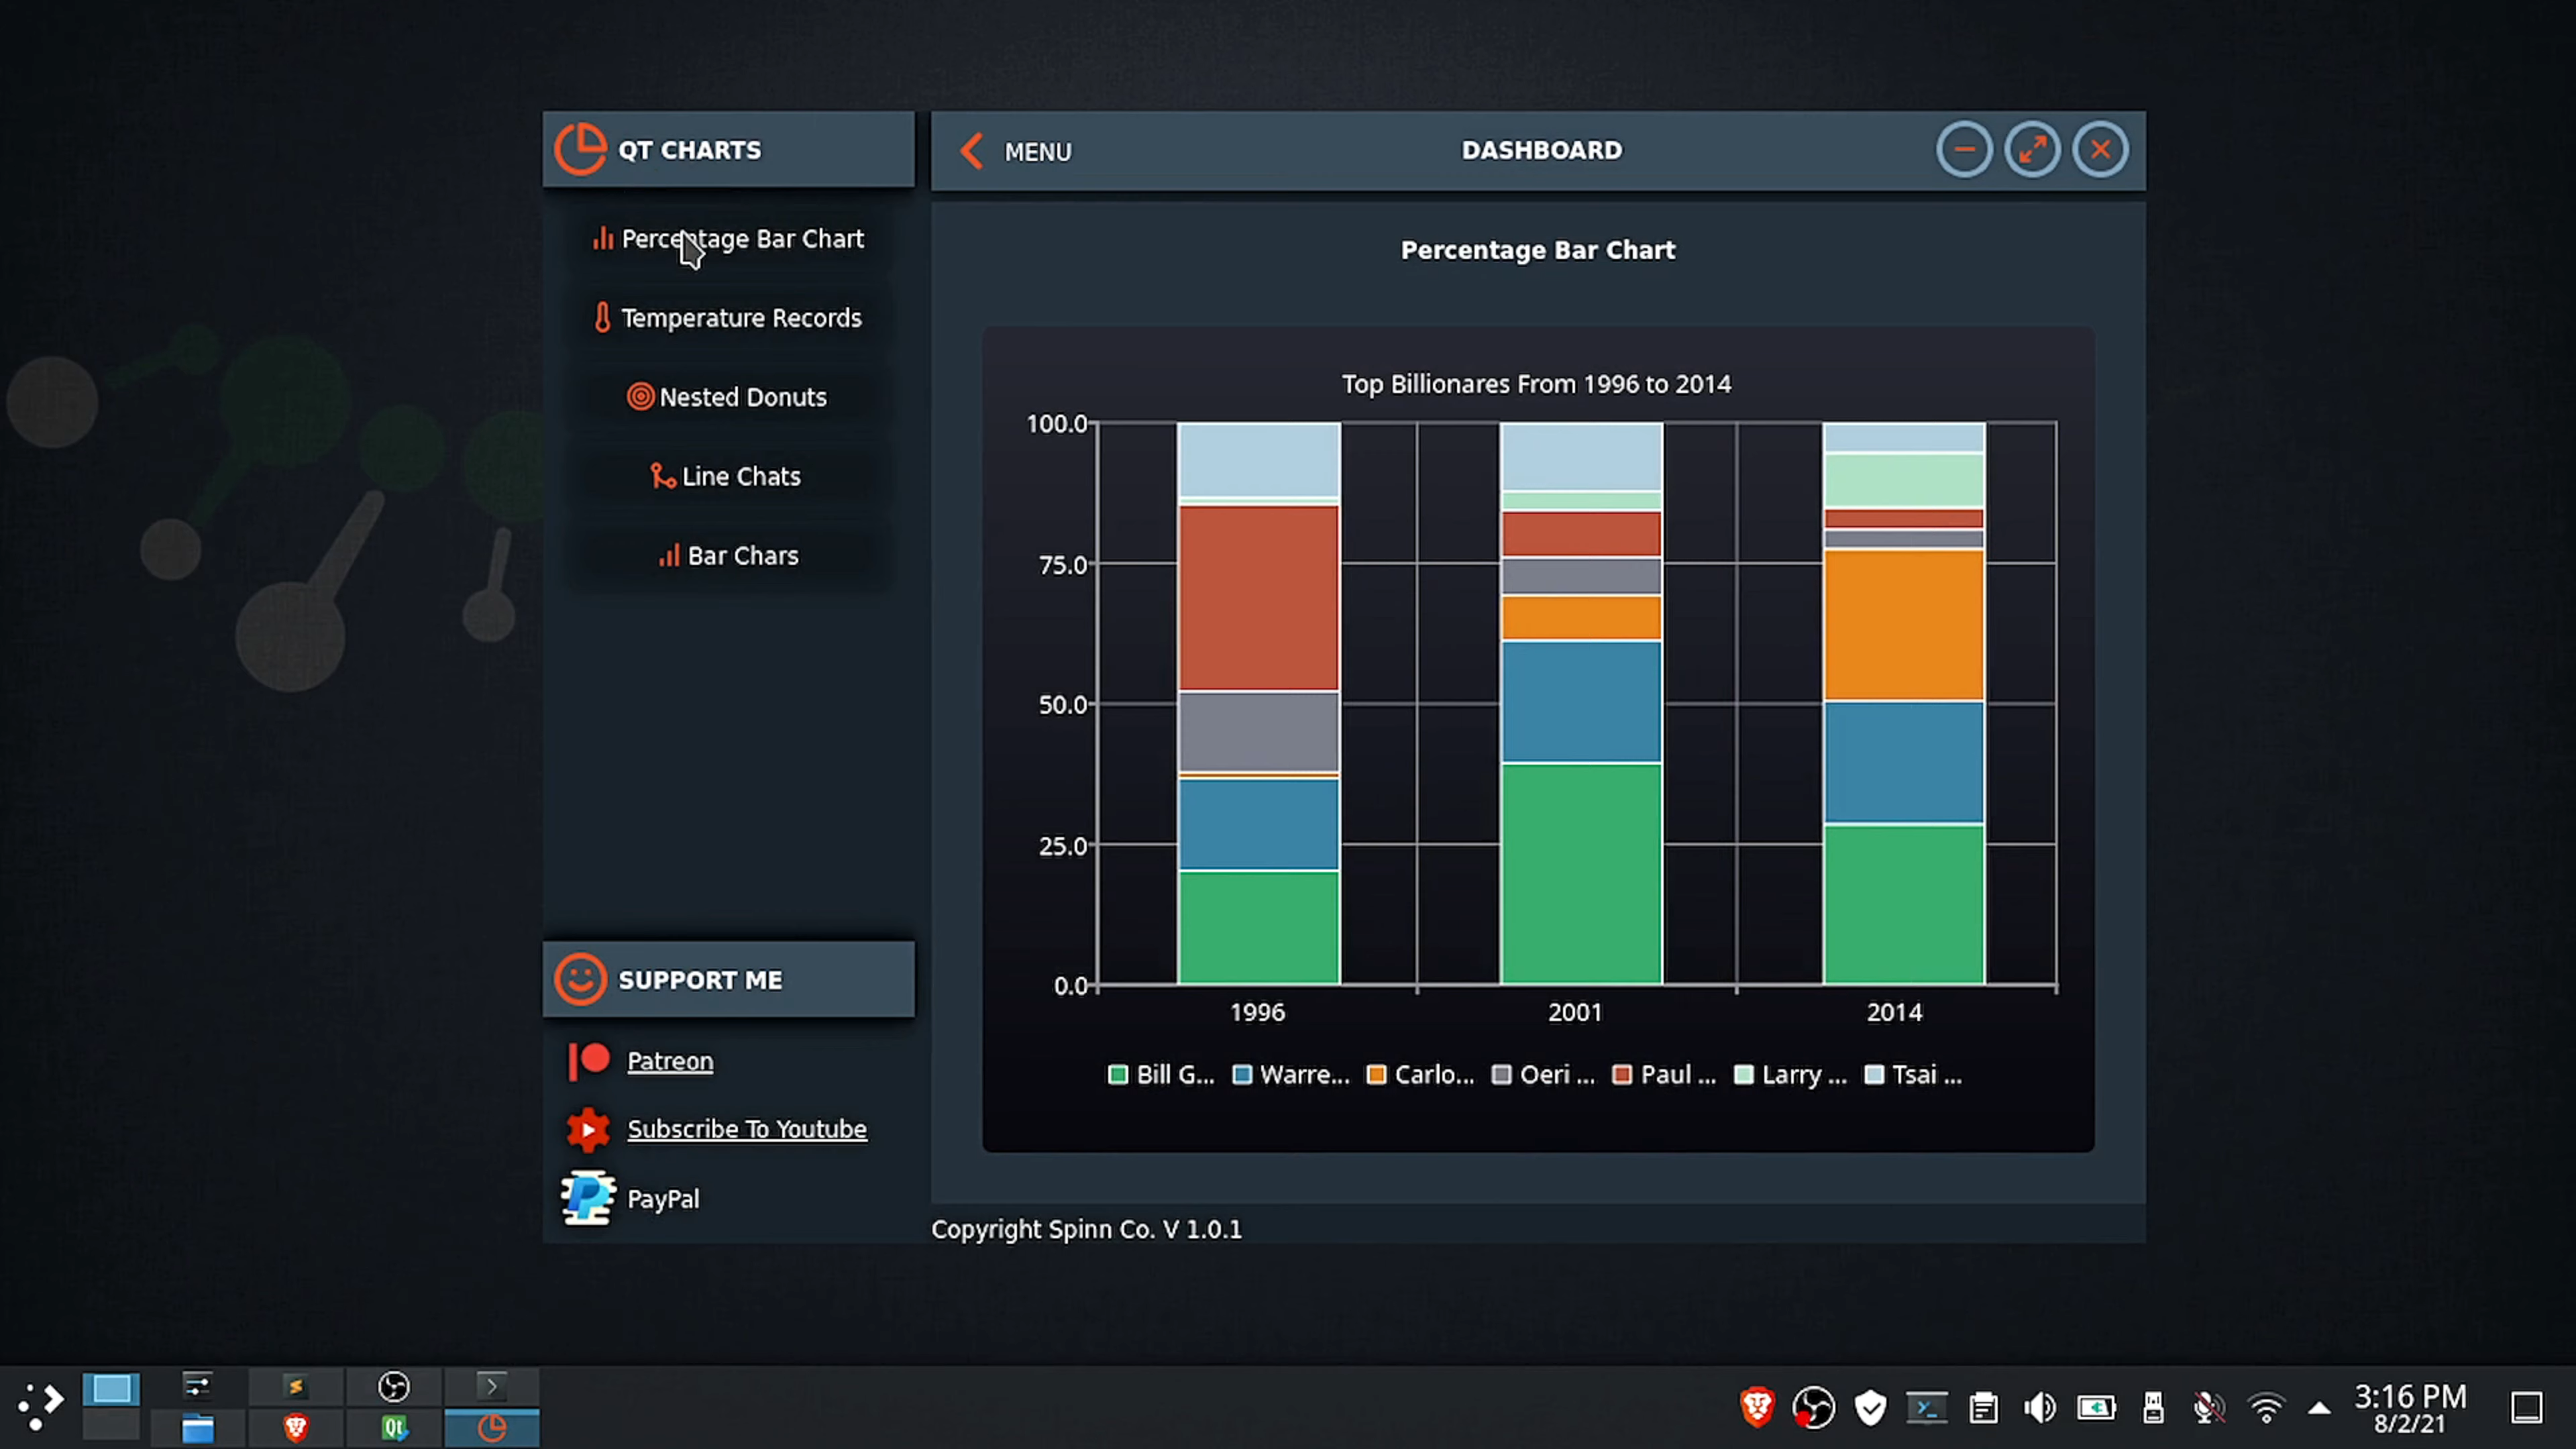 QT CHARTS
MENU
DASHBOARD
Percentage Bar Chart
Temperature Records
Nested Donuts
Line Chats
Bar Chars
SUPPORT ME
Patreon
Subscribe To Youtube
PayPal
Percentage Bar Chart
Top Billionares From 1996 to 2014
100.0
75.0
50.0
25.0
0.0
1996 2001 2014
Bill G... Warre... Carlo... Oeri ... Paul ... Larry ... Tsai ...
Copyright Spinn Co. V 1.0.1
Qt
3:16 PM
8/2/21